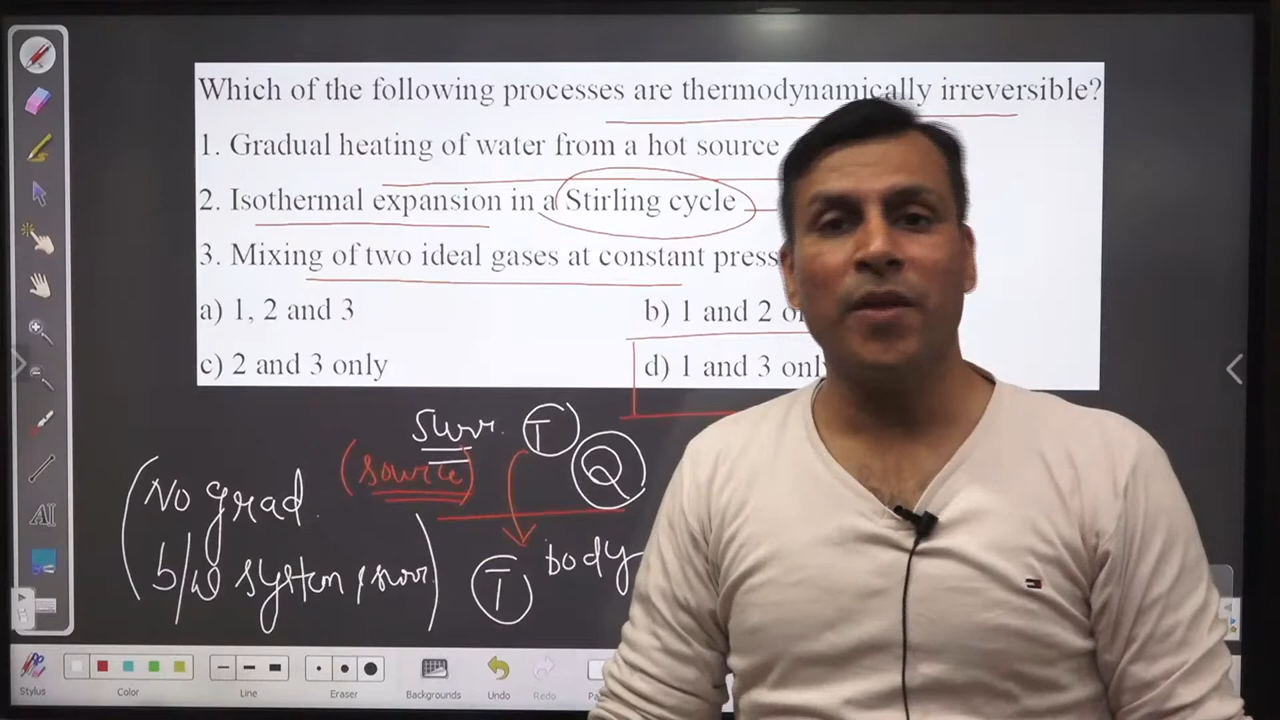 Which of the following processes are thermodynamically irreversible?
1. Gradual heating of water from a hot source
2. Isothermal expansion in a Stirling cycle
3. Mixing of two ideal gases at constant press
a) 1, 2 and 3
b) 1 and 2
c) 2 and 3 only
d) 1 and 3 onl
surr. T
(source) Q
(No grad.
b/w system & surr.)
T body
AI
Stylus
Color
Line
Eraser
Backgrounds
Undo
Redo
Pa